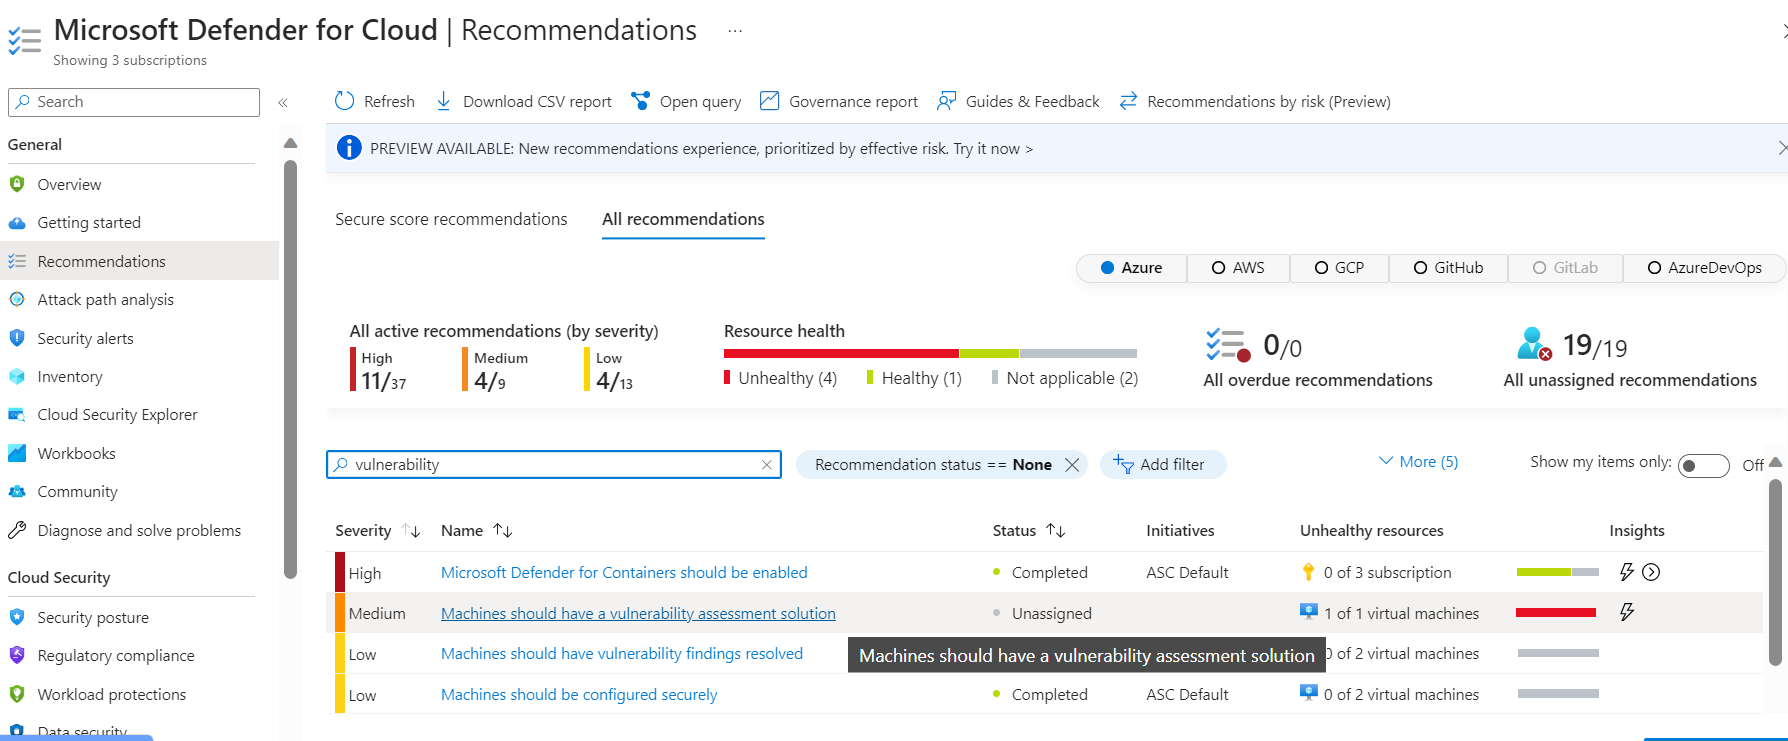 Microsoft Defender for Cloud | Recommendations ...
Showing 3 subscriptions
Search
«
Refresh Download CSV report Open query Governance report Guides & Feedback Recommendations by risk (Preview)
PREVIEW AVAILABLE: New recommendations experience, prioritized by effective risk. Try it now >
General
Overview
Getting started
Recommendations
Attack path analysis
Security alerts
Inventory
Cloud Security Explorer
Workbooks
Community
Diagnose and solve problems
Cloud Security
Security posture
Regulatory compliance
Workload protections
Data security
Secure score recommendations All recommendations
Azure AWS GCP GitHub GitLab AzureDevOps
All active recommendations (by severity)
High Medium Low
11/37 4/9 4/13
Resource health
Unhealthy (4) Healthy (1) Not applicable (2)
0/0
All overdue recommendations
19/19
All unassigned recommendations
vulnerability
Recommendation status == None
Add filter
More (5)
Show my items only: Off
Severity Name Status Initiatives Unhealthy resources Insights
High Microsoft Defender for Containers should be enabled Completed ASC Default 0 of 3 subscription
Medium Machines should have a vulnerability assessment solution Unassigned 1 of 1 virtual machines
Low Machines should have vulnerability findings resolved 0 of 2 virtual machines
Machines should have a vulnerability assessment solution
Low Machines should be configured securely Completed ASC Default 0 of 2 virtual machines